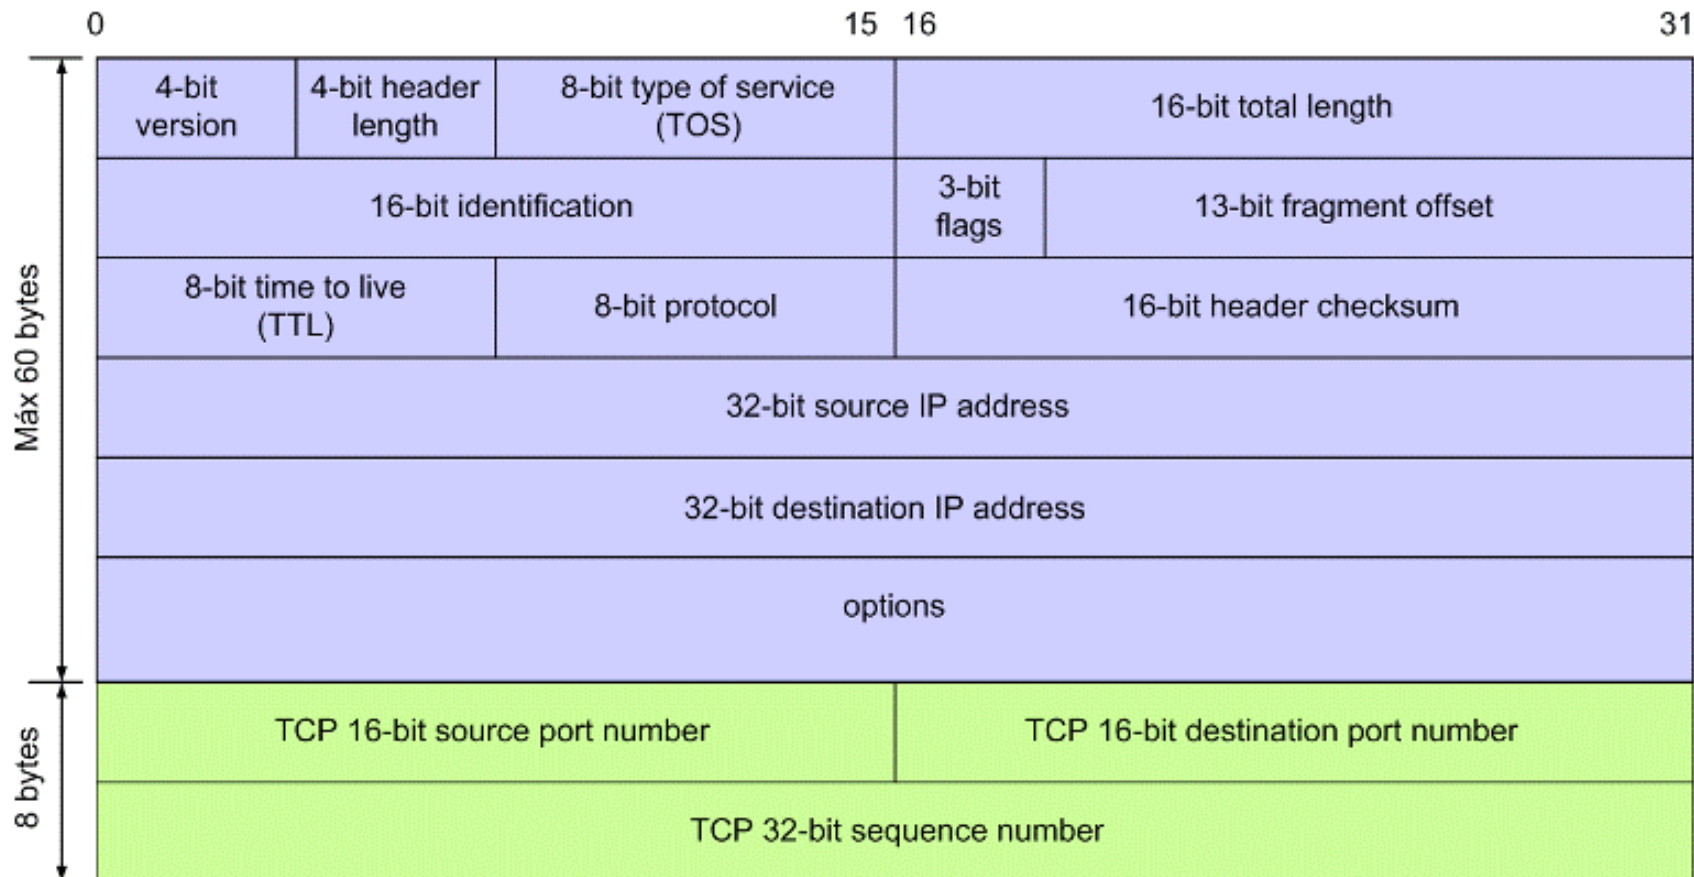 0 15 16 31
4-bit version
4-bit header length
8-bit type of service (TOS)
16-bit total length
16-bit identification
3-bit flags
13-bit fragment offset
8-bit time to live (TTL)
8-bit protocol
16-bit header checksum
32-bit source IP address
32-bit destination IP address
options
Máx 60 bytes
TCP 16-bit source port number
TCP 16-bit destination port number
TCP 32-bit sequence number
8 bytes